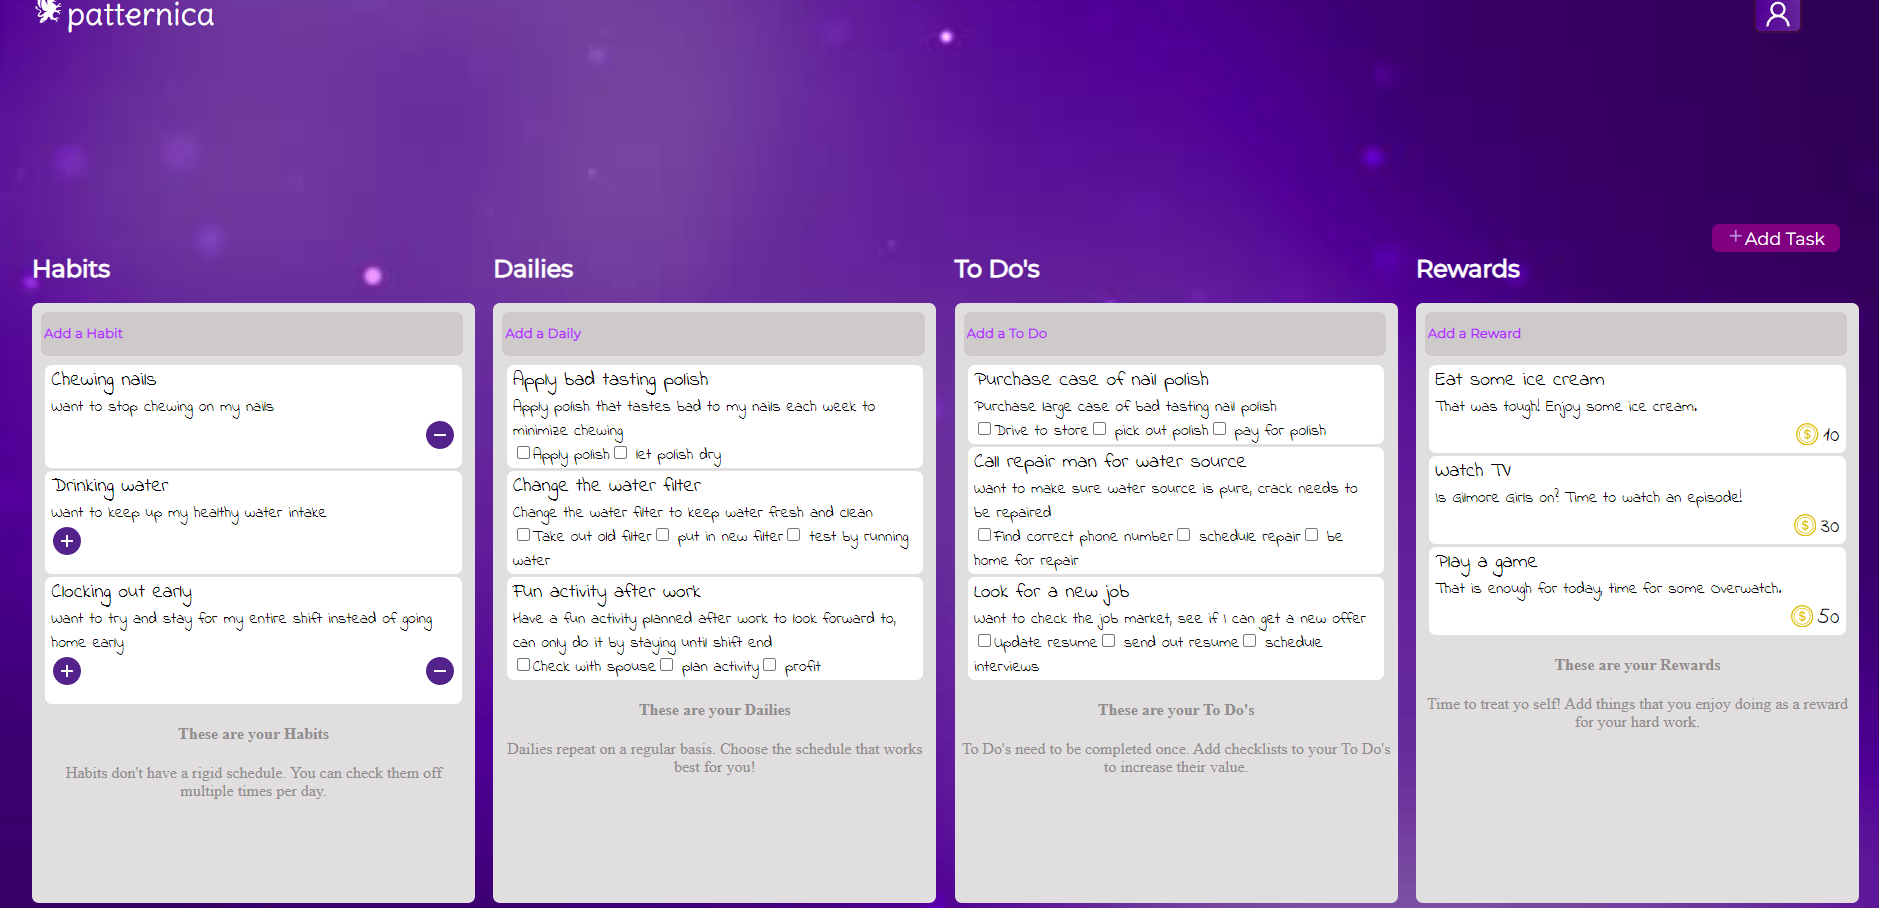 patternica
+Add Task
Habits
Add a Habit
Chewing nails
Want to stop chewing on my nails
Drinking water
Want to keep up my healthy water intake
Clocking out early
Want to try and stay for my entire shift instead of going
home early
These are your Habits
Habits don't have a rigid schedule. You can check them off
multiple times per day.
Dailies
Add a Daily
Apply bad tasting polish
Apply polish that tastes bad to my nails each week to
minimize chewing
Apply polish let polish dry
Change the water filter
Change the water filter to keep water fresh and clean
Take out old filter put in new filter test by running
water
Fun activity after work
Have a fun activity planned after work to look forward to,
can only do it by staying until shift end
Check with spouse plan activity profit
These are your Dailies
Dailies repeat on a regular basis. Choose the schedule that works
best for you!
To Do's
Add a To Do
Purchase case of nail polish
Purchase large case of bad tasting nail polish
Drive to store pick out polish pay for polish
Call repair man for water source
Want to make sure water source is pure, crack needs to
be repaired
Find correct phone number schedule repair be
home for repair
Look for a new job
Want to check the job market, see if I can get a new offer
Update resume send out resume schedule
interviews
These are your To Do's
To Do's need to be completed once. Add checklists to your To Do's
to increase their value.
Rewards
Add a Reward
Eat some ice cream
That was tough! Enjoy some ice cream.
$ 10
Watch TV
Is Gilmore Girls on? Time to watch an episode!
$ 30
Play a game
That is enough for today, time for some Overwatch.
$ 50
These are your Rewards
Time to treat yo self! Add things that you enjoy doing as a reward
for your hard work.